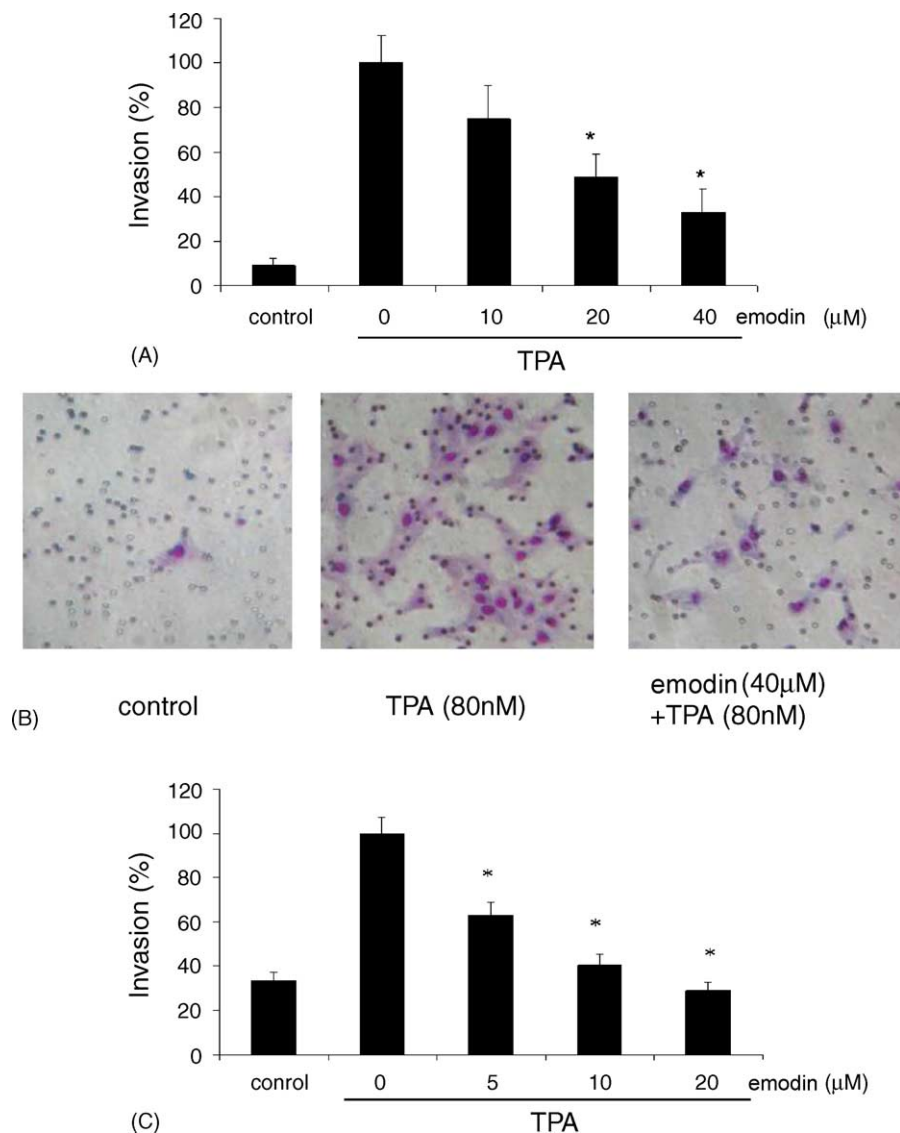 120
100
80
60
40
20
0
Invasion (%)
*
*
control 0 10 20 40 emodin (μM)
TPA
(A)
control
TPA (80nM)
emodin (40μM)
+TPA (80nM)
(B)
120
100
80
60
40
20
0
Invasion (%)
*
*
*
conrol 0 5 10 20 emodin (μM)
TPA
(C)